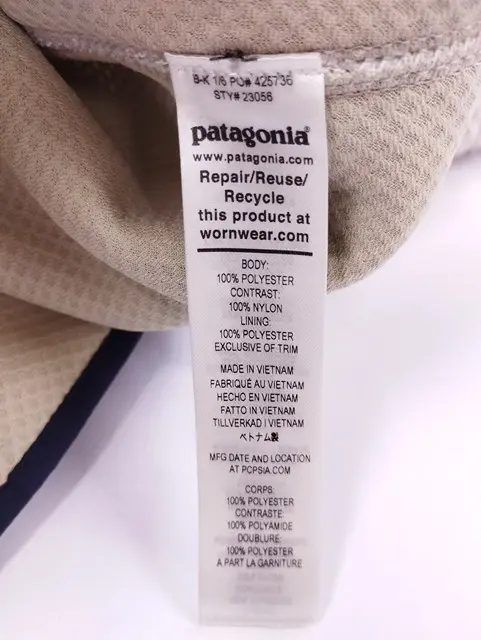 B-K 1/6 PO# 425736
STY# 23056
patagonia®
www.patagonia.com
Repair/Reuse/
Recycle
this product at
wornwear.com
BODY:
100% POLYESTER
CONTRAST:
100% NYLON
LINING:
100% POLYESTER
EXCLUSIVE OF TRIM
MADE IN VIETNAM
FABRIQUÉ AU VIETNAM
HECHO EN VIETNAM
FATTO IN VIETNAM
TILLVERKAD I VIETNAM
ベトナム製
MFG DATE AND LOCATION
AT PCPSIA.COM
CORPS:
100% POLYESTER
CONTRASTE:
100% POLYAMIDE
DOUBLURE:
100% POLYESTER
A PART LA GARNITURE